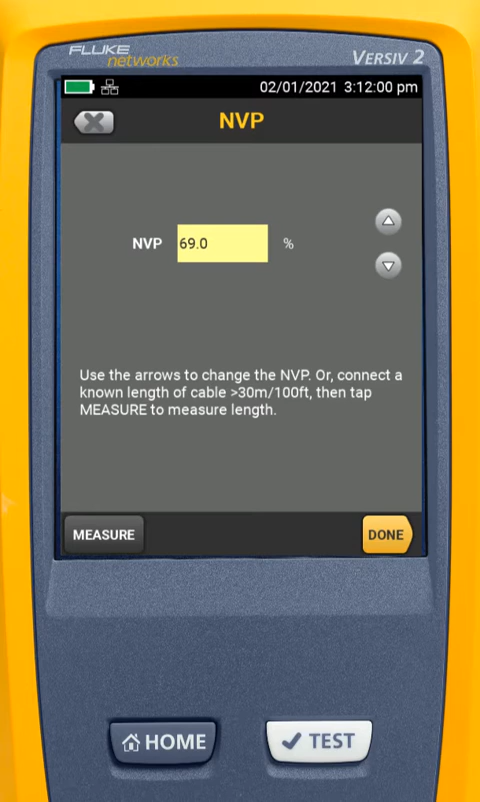 FLUKE
networks
VERSIV 2
02/01/2021 3:12:00 pm
NVP
NVP 69.0 %
Use the arrows to change the NVP. Or, connect a
known length of cable >30m/100ft, then tap
MEASURE to measure length.
MEASURE
DONE
HOME
TEST